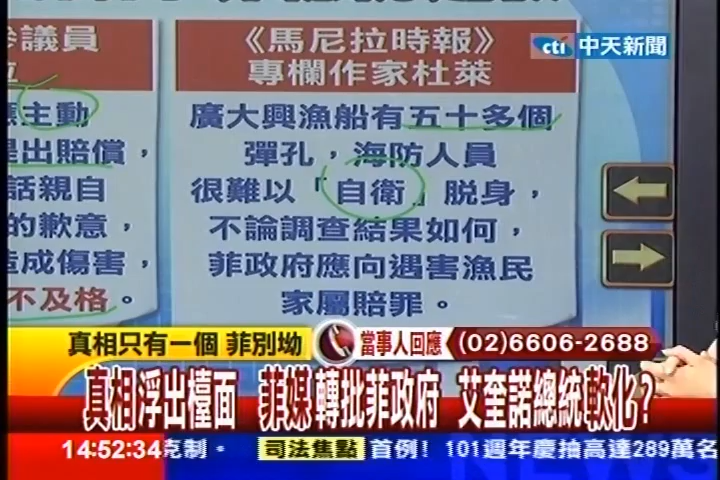 參議員
主動
提出賠償，
話親自
的歉意，
造成傷害，
不及格。
《馬尼拉時報》
專欄作家杜萊
廣大興漁船有五十多個
彈孔，海防人員
很難以「自衛」脫身，
不論調查結果如何，
菲政府應向遇害漁民
家屬賠罪。
cti 中天新聞
真相只有一個 菲別坳
當事人回應 (02)6606-2688
真相浮出檯面 菲媒轉批菲政府 艾奎諾總統軟化?
14:52:34 克制。 司法焦點 首例! 101週年慶抽高達289萬名
NEWS